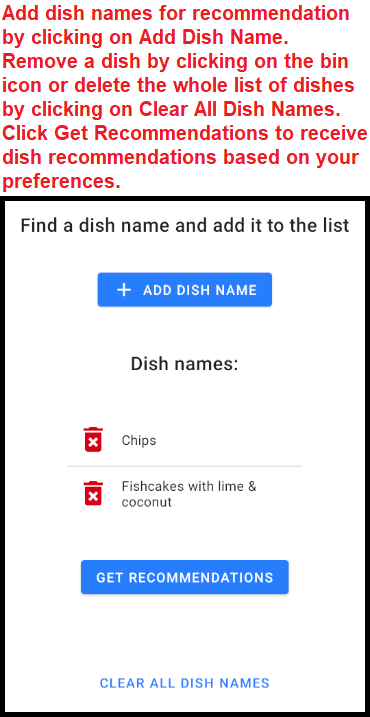 Add dish names for recommendation
by clicking on Add Dish Name.
Remove a dish by clicking on the bin
icon or delete the whole list of dishes
by clicking on Clear All Dish Names.
Click Get Recommendations to receive
dish recommendations based on your
preferences.
Find a dish name and add it to the list
+ ADD DISH NAME
Dish names:
Chips
Fishcakes with lime &
coconut
GET RECOMMENDATIONS
CLEAR ALL DISH NAMES